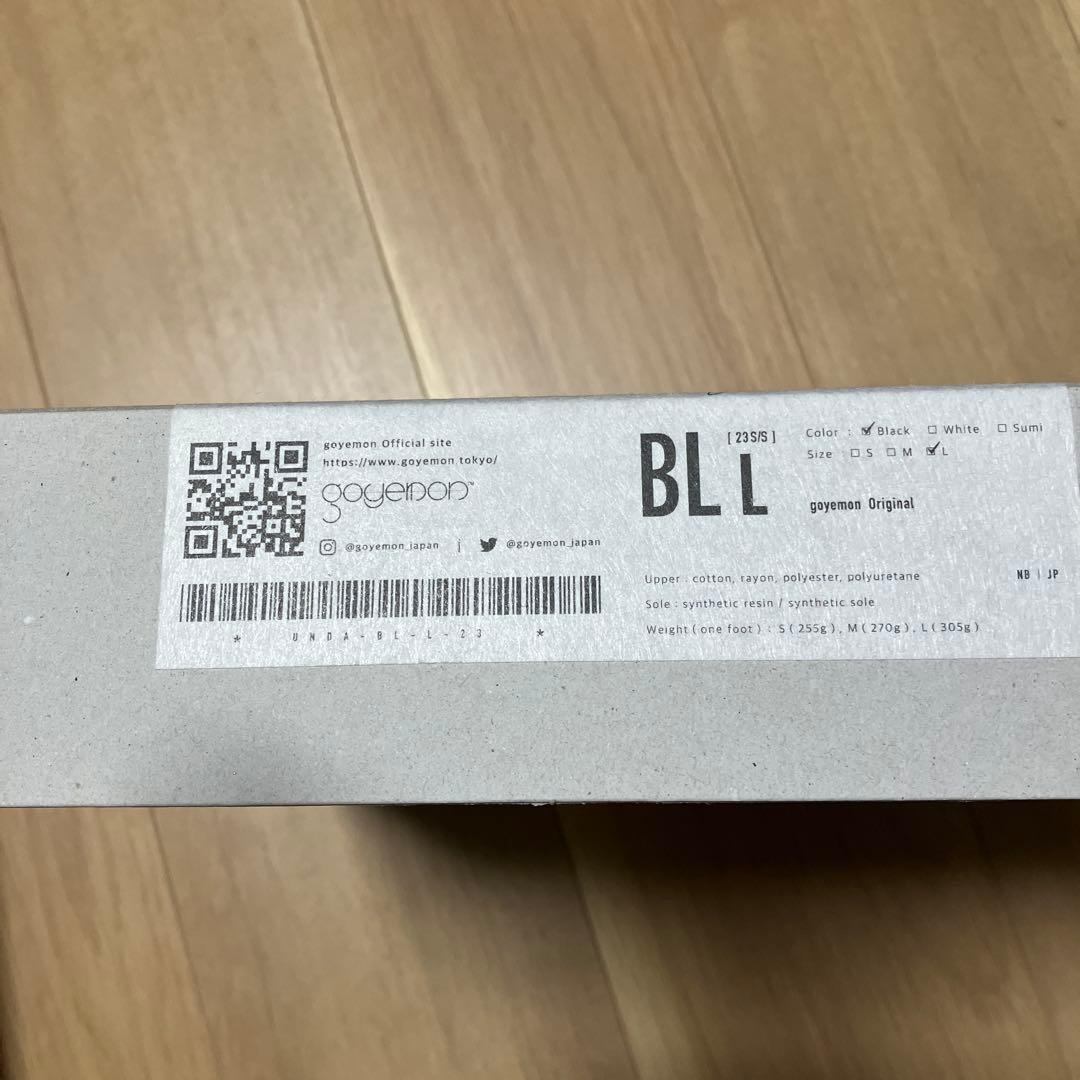 goyemon Official site
https://www.goyemon.tokyo/
goyemon™
@goyemon_japan | @goyemon_japan
* UNDA-BL-L-23 *
BL L [ 23 S/S ]
Color : ☑ Black ☐ White ☐ Sumi
Size : ☐ S ☐ M ☑ L
goyemon Original
Upper : cotton, rayon, polyester, polyuretane
NB | JP
Sole : synthetic resin / synthetic sole
Weight ( one foot ) : S ( 255g ) , M ( 270g ) , L ( 305g )